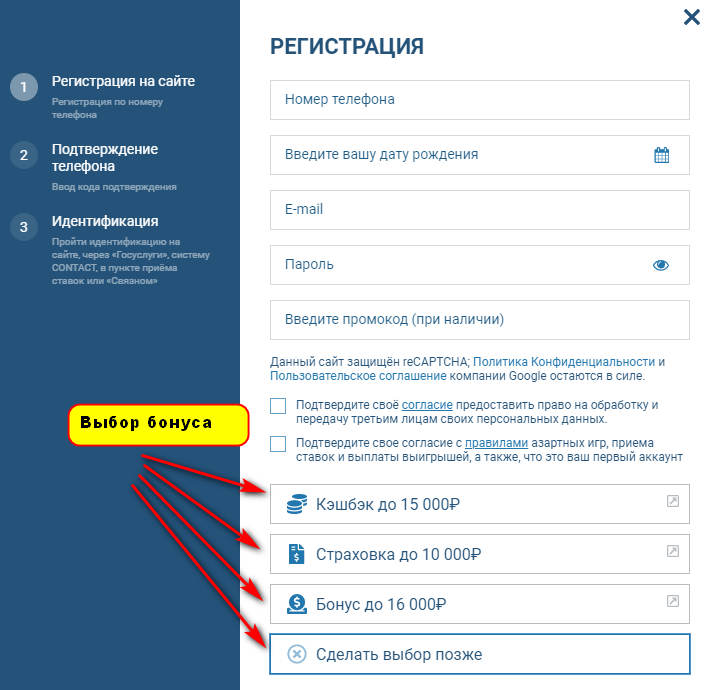 РЕГИСТРАЦИЯ
1
Регистрация на сайте
Регистрация по номеру
телефона
2
Подтверждение
телефона
Ввод кода подтверждения
3
Идентификация
Пройти идентификацию на
сайте, через «Госуслуги», систему
CONTACT, в пункте приёма
ставок или «Связном»
Номер телефона
Введите вашу дату рождения
E-mail
Пароль
Введите промокод (при наличии)
Данный сайт защищён reCAPTCHA; Политика Конфиденциальности и
Пользовательское соглашение компании Google остаются в силе.
Подтвердите своё согласие предоставить право на обработку и
передачу третьим лицам своих персональных данных.
Подтвердите свое согласие с правилами азартных игр, приема
ставок и выплаты выигрышей, а также, что это ваш первый аккаунт
Выбор бонуса
Кэшбэк до 15 000₽
Страховка до 10 000₽
Бонус до 16 000₽
Сделать выбор позже